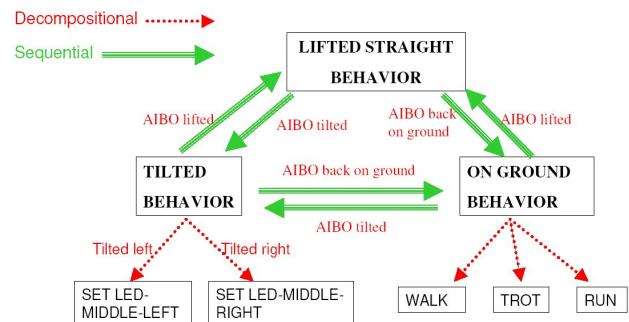 Decompositional
Sequential
LIFTED STRAIGHT
BEHAVIOR
AIBO lifted
AIBO tilted
AIBO back
on ground
AIBO lifted
TILTED
BEHAVIOR
AIBO back on ground
AIBO tilted
ON GROUND
BEHAVIOR
Tilted left
Tilted right
SET LED-
MIDDLE-LEFT
SET LED-MIDDLE-
RIGHT
WALK
TROT
RUN